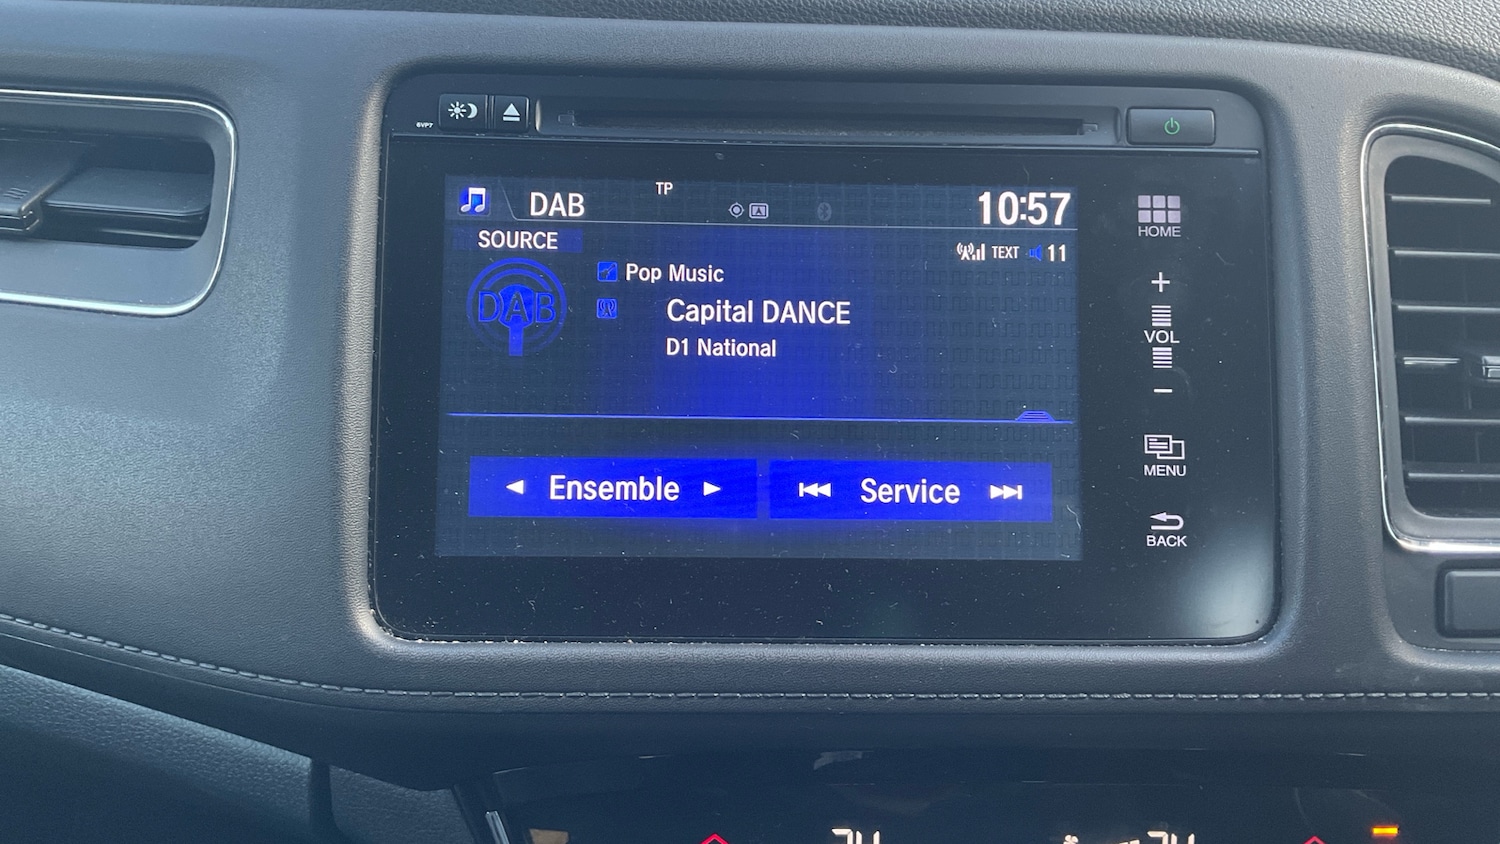 6VP7
DAB
TP
10:57
HOME
SOURCE
TEXT 11
DAB
Pop Music
Capital DANCE
D1 National
+
VOL
-
Ensemble
Service
MENU
BACK